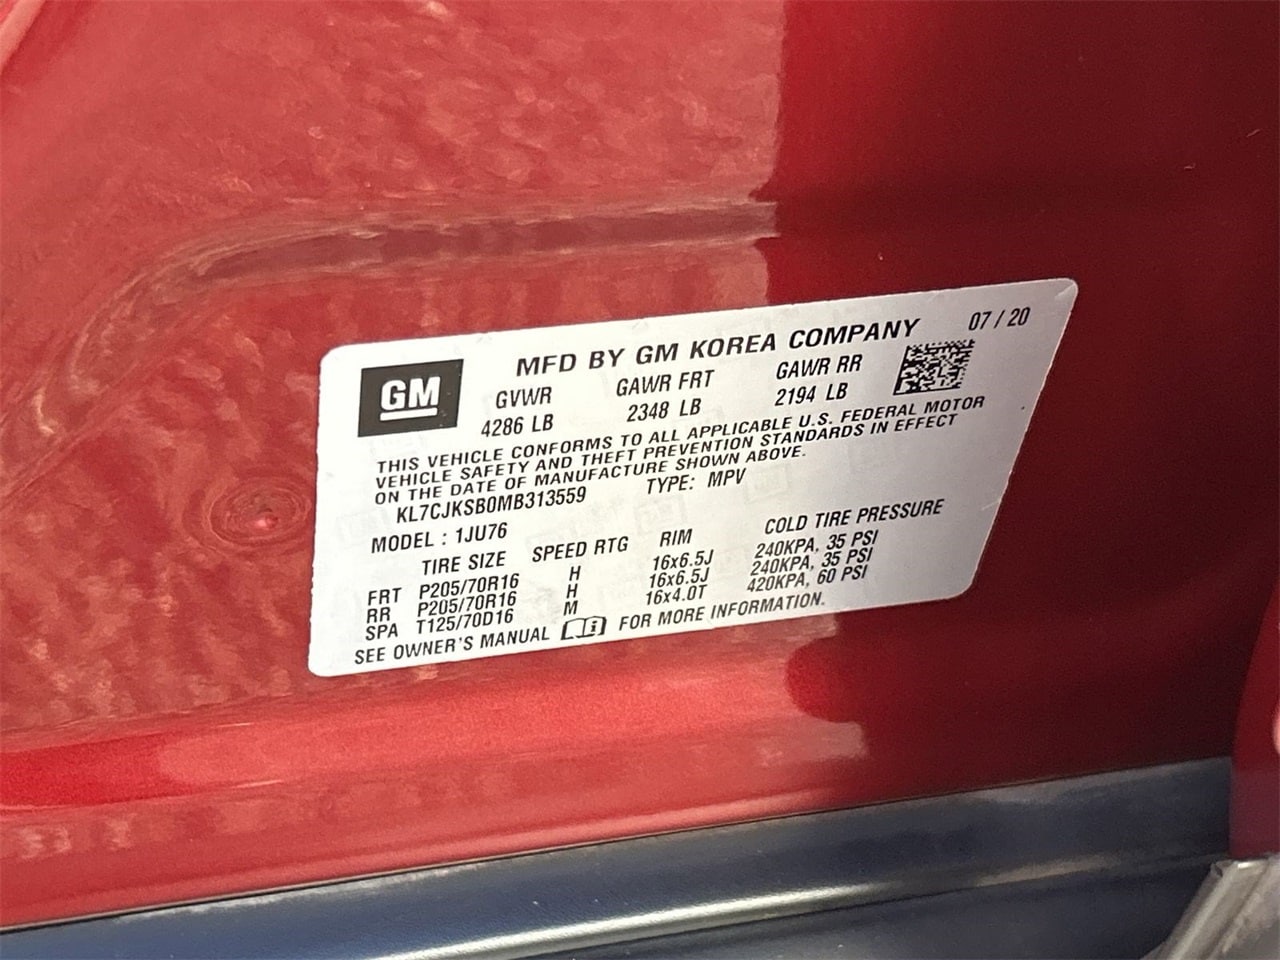 MFD BY GM KOREA COMPANY 07 / 20
GM
GVWR GAWR FRT GAWR RR
4286 LB 2348 LB 2194 LB
THIS VEHICLE CONFORMS TO ALL APPLICABLE U.S. FEDERAL MOTOR
VEHICLE SAFETY AND THEFT PREVENTION STANDARDS IN EFFECT
ON THE DATE OF MANUFACTURE SHOWN ABOVE.
KL7CJKSB0MB313559 TYPE: MPV
MODEL : 1JU76
TIRE SIZE SPEED RTG RIM COLD TIRE PRESSURE
FRT P205/70R16 H 16x6.5J 240KPA, 35 PSI
RR P205/70R16 H 16x6.5J 240KPA, 35 PSI
SPA T125/70D16 M 16x4.0T 420KPA, 60 PSI
SEE OWNER'S MANUAL FOR MORE INFORMATION.